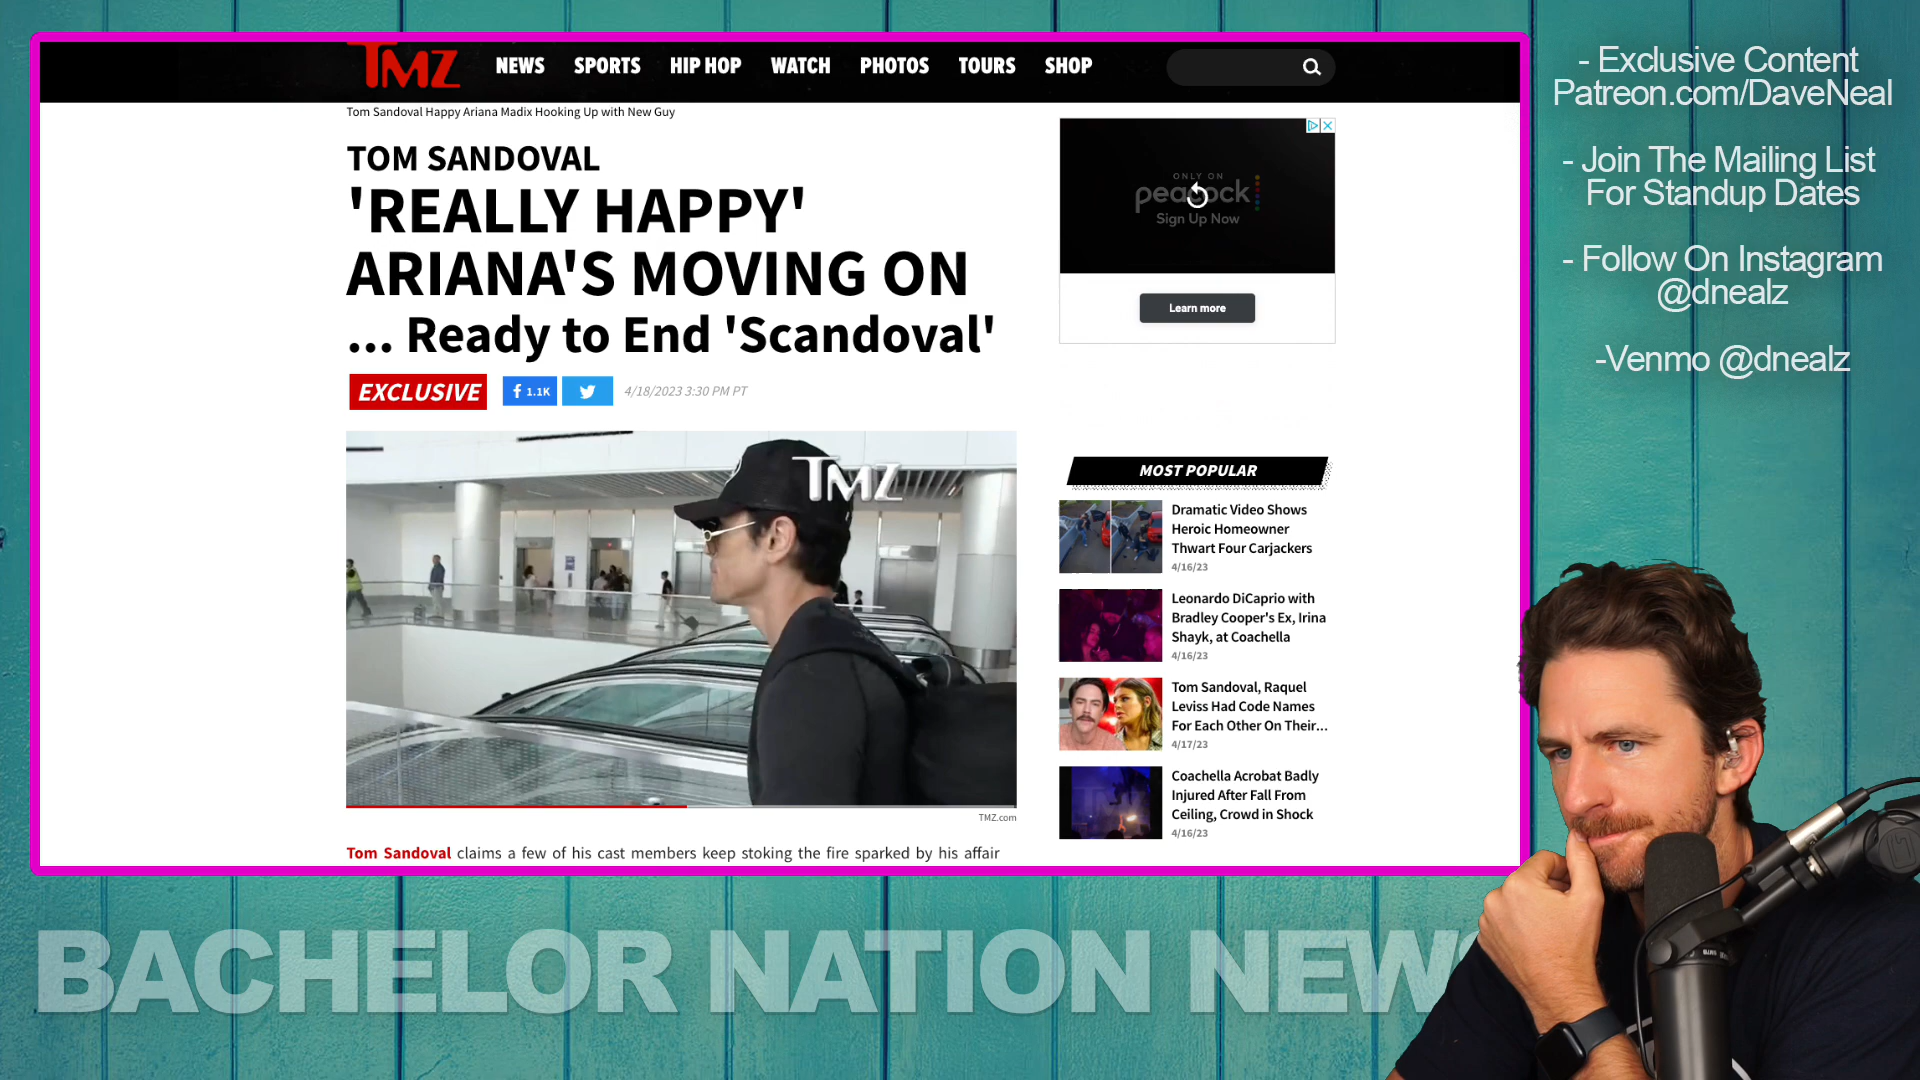 TMZ
NEWS SPORTS HIP HOP WATCH PHOTOS TOURS SHOP
Tom Sandoval Happy Ariana Madix Hooking Up with New Guy
TOM SANDOVAL
'REALLY HAPPY'
ARIANA'S MOVING ON
... Ready to End 'Scandoval'
EXCLUSIVE
f 1.1K
4/18/2023 3:30 PM PT
TMZ
TMZ.com
Tom Sandoval claims a few of his cast members keep stoking the fire sparked by his affair
ONLY ON
peacock
Sign Up Now
Learn more
MOST POPULAR
Dramatic Video Shows
Heroic Homeowner
Thwart Four Carjackers
4/16/23
Leonardo DiCaprio with
Bradley Cooper's Ex, Irina
Shayk, at Coachella
4/16/23
Tom Sandoval, Raquel
Leviss Had Code Names
For Each Other On Their...
4/17/23
Coachella Acrobat Badly
Injured After Fall From
Ceiling, Crowd in Shock
4/16/23
- Exclusive Content
Patreon.com/DaveNeal
- Join The Mailing List
For Standup Dates
- Follow On Instagram
@dnealz
-Venmo @dnealz
BACHELOR NATION NEWS